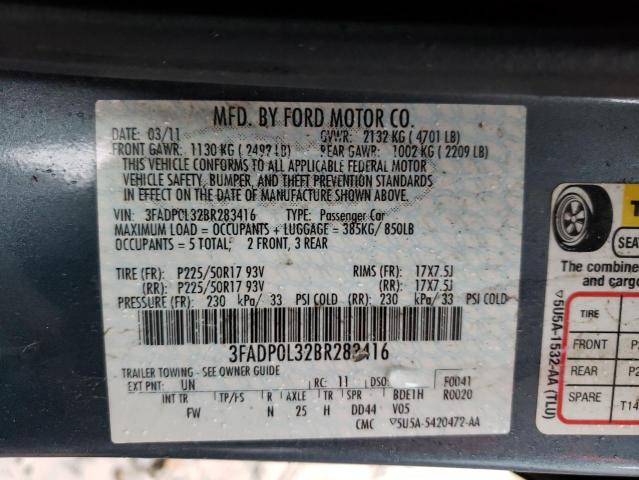 MFD. BY FORD MOTOR CO.
DATE: 03/11 GVWR: 2132 KG ( 4701 LB)
FRONT GAWR: 1130 KG ( 2492 LB) REAR GAWR: 1002 KG ( 2209 LB)
THIS VEHICLE CONFORMS TO ALL APPLICABLE FEDERAL MOTOR
VEHICLE SAFETY, BUMPER, AND THEFT PREVENTION STANDARDS
IN EFFECT ON THE DATE OF MANUFACTURE SHOWN ABOVE.
VIN: 3FADP0L32BR283416 TYPE: Passenger Car
MAXIMUM LOAD = OCCUPANTS + LUGGAGE = 385KG/ 850LB
OCCUPANTS = 5 TOTAL; 2 FRONT, 3 REAR
TIRE (FR): P225/50R17 93V RIMS (FR): 17X7.5J
(RR): P225/50R17 93V (RR): 17X7.5J
PRESSURE (FR): 230 kPa/ 33 PSI COLD (RR): 230 kPa/ 33 PSI COLD
3FADP0L32BR283416
TRAILER TOWING - SEE OWNER GUIDE
EXT PNT: UN RC: 11 DSO: F0041
INT TR TP/PS R AXLE TR SPR BDE1H R0020
FW N 25 H DD44 V05
CMC ▽5U5A-5420472-AA
SEAT
The combine
and cargo
FRONT P2
REAR P2
SPARE T14
▽5U5A-1532-AA (TLU)